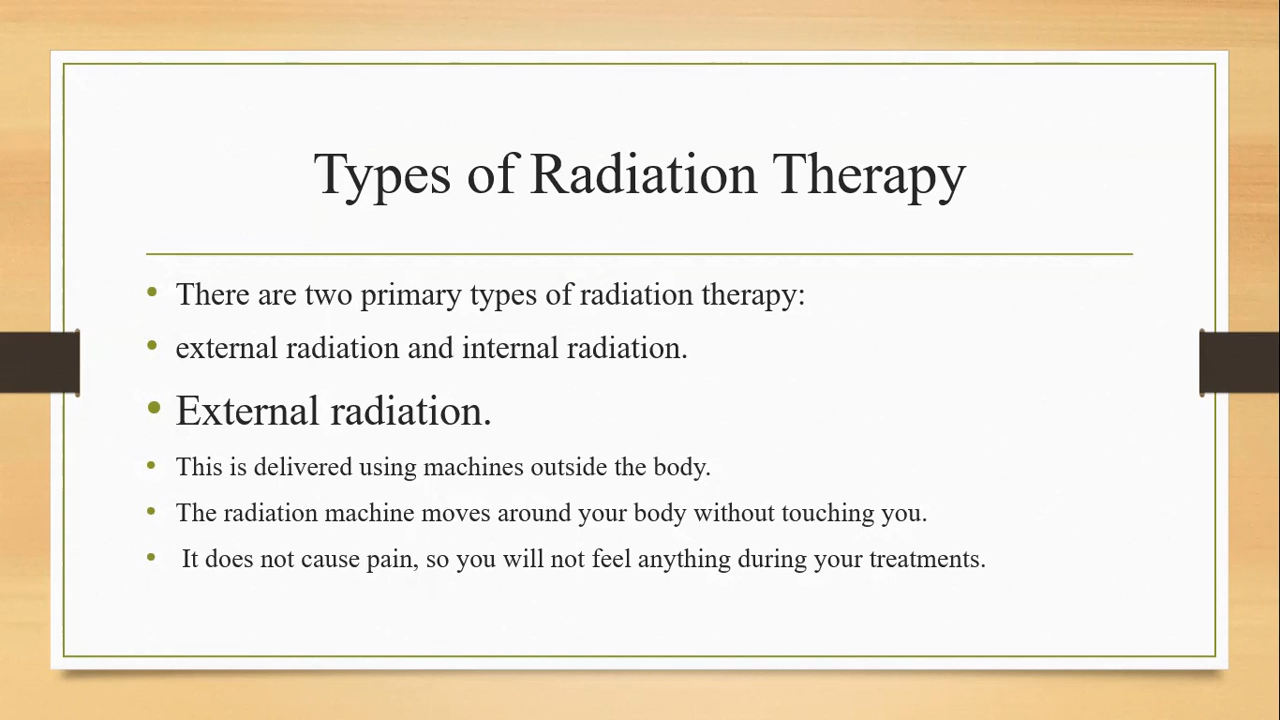 Types of Radiation Therapy
• There are two primary types of radiation therapy:
• external radiation and internal radiation.
• External radiation.
• This is delivered using machines outside the body.
• The radiation machine moves around your body without touching you.
• It does not cause pain, so you will not feel anything during your treatments.